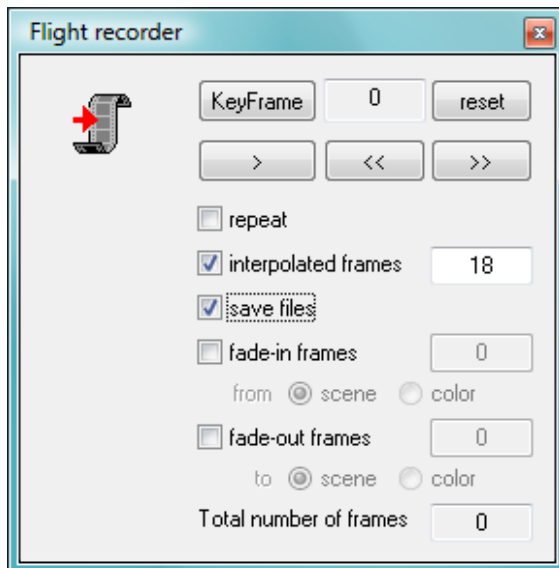 Flight recorder
KeyFrame 0 reset
> << >>
repeat
interpolated frames 18
save files
fade-in frames 0
from scene color
fade-out frames 0
to scene color
Total number of frames 0